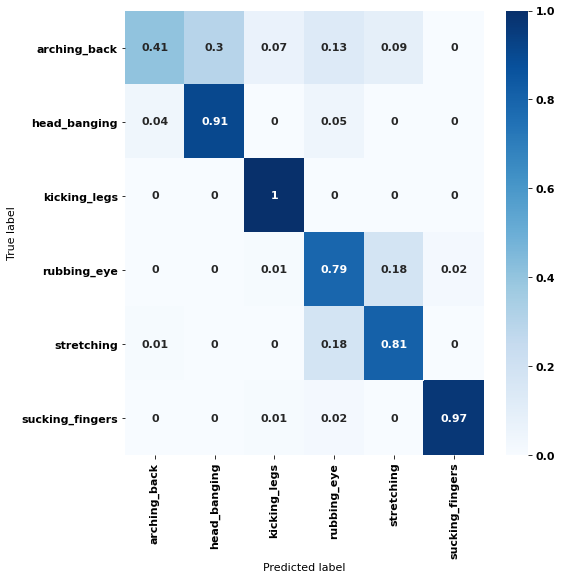 arching_back 0.41 0.3 0.07 0.13 0.09 0
head_banging 0.04 0.91 0 0.05 0 0
kicking_legs 0 0 1 0 0 0
rubbing_eye 0 0 0.01 0.79 0.18 0.02
stretching 0.01 0 0 0.18 0.81 0
sucking_fingers 0 0 0.01 0.02 0 0.97
True label
arching_back
head_banging
kicking_legs
rubbing_eye
stretching
sucking_fingers
Predicted label
1.0
0.8
0.6
0.4
0.2
0.0